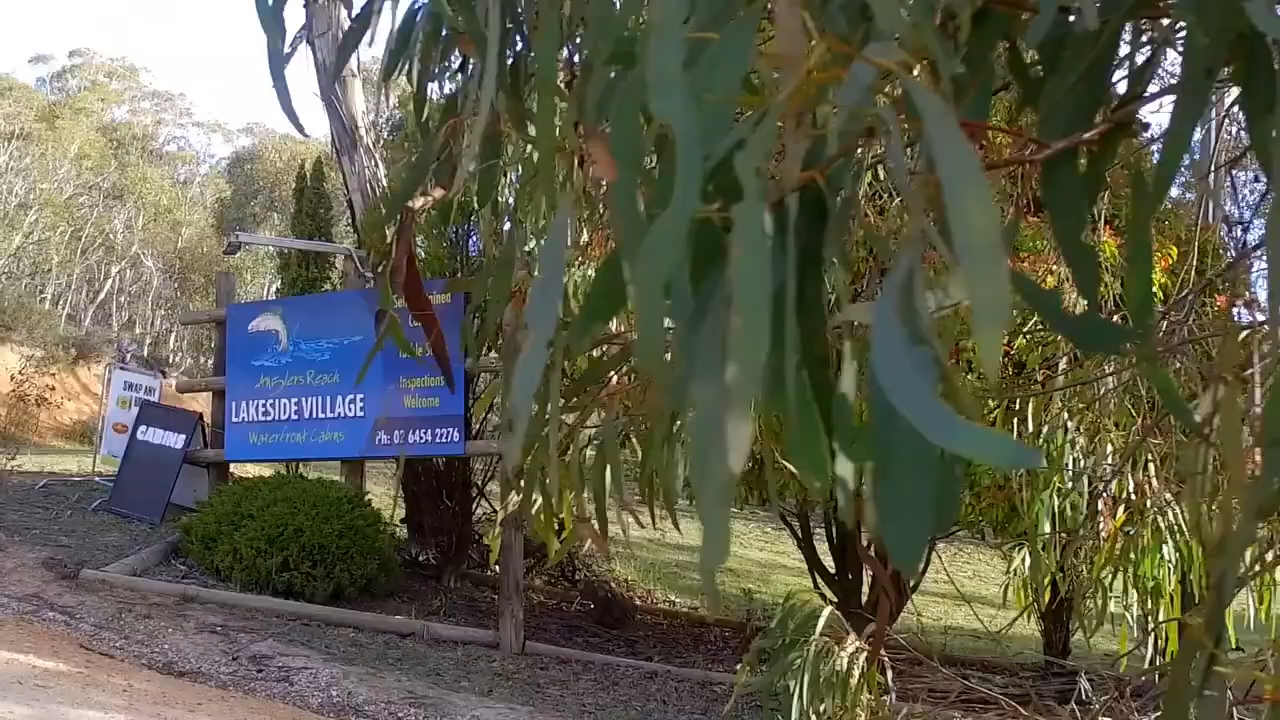 Anglers Reach
LAKESIDE VILLAGE
Waterfront Cabins
Inspections
Welcome
Ph: 02 6454 2276
SWAP ANY
CABINS